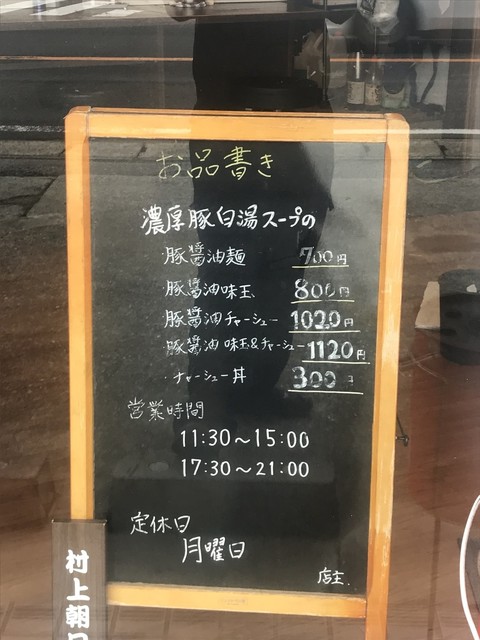 お品書き
濃厚豚白湯スープの
豚醤油麺 700円
豚醤油味玉 800円
豚醤油チャーシュー 1020円
豚醤油味玉&チャーシュー 1120円
・チャーシュー丼 300円
営業時間
11:30〜15:00
17:30〜21:00
定休日
月曜日
店主
村上朝日